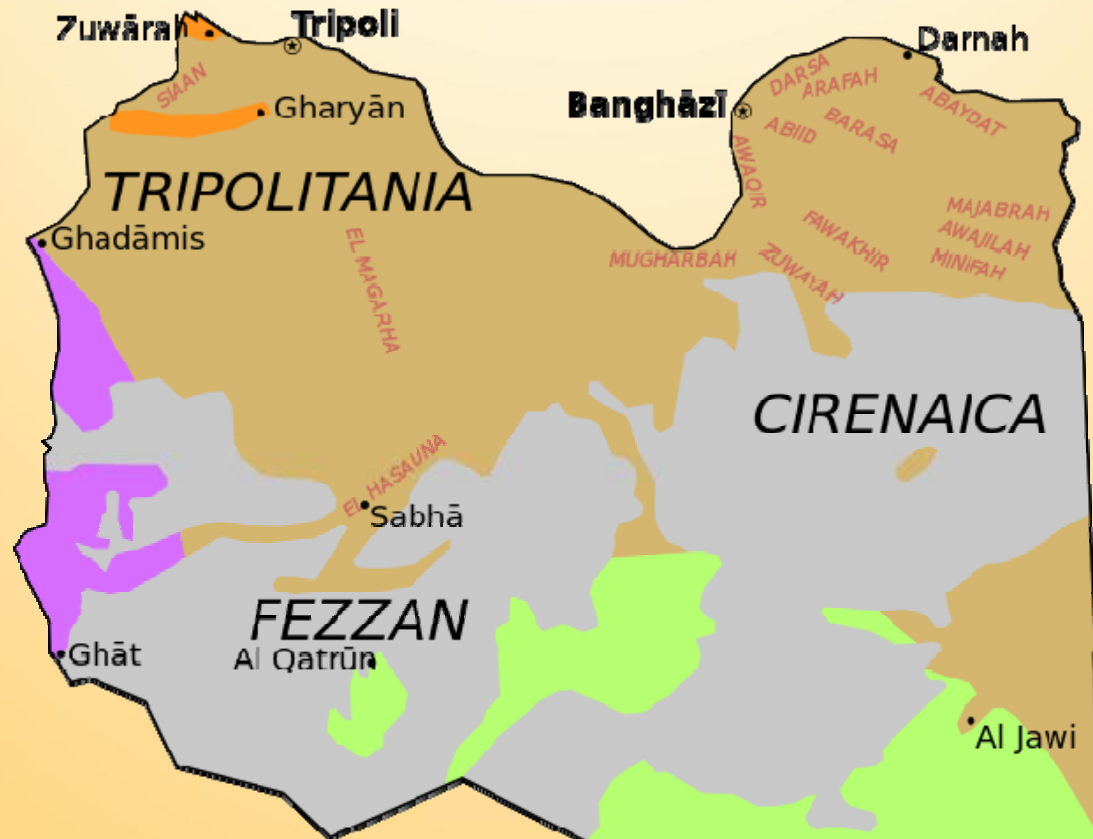 Zuwārah
Tripoli
Darnah
SIAAN
DARSA
ARAFAH
ABAYDAT
Gharyān
Banghāzī
ABIID
BARASA
AWAQIR
TRIPOLITANIA
MAJABRAH
Ghadāmis
EL MAGARHA
MUGHARBAH
ZUWAYAH
FAWAKHIR
AWAJILAH
MINIFAH
CIRENAICA
EL HASAUNA
Sabhā
FEZZAN
Ghāt
Al Qatrūn
Al Jawi